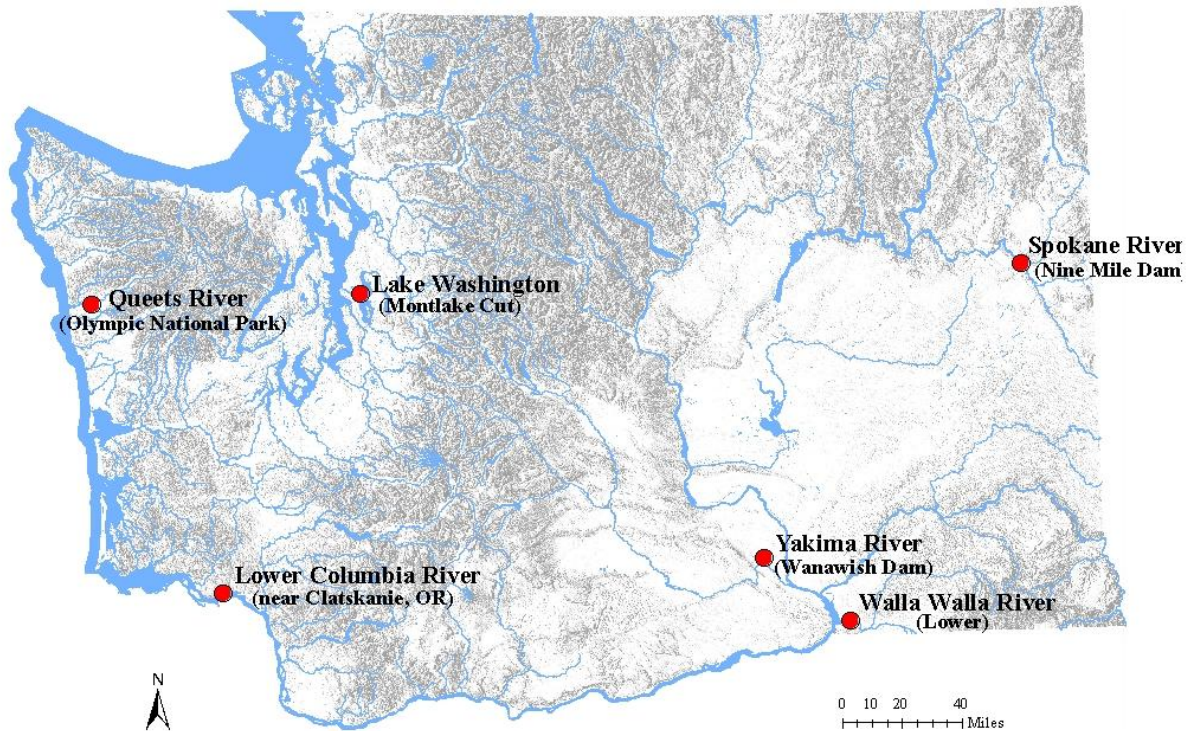 Spokane River
(Nine Mile Dam)
Lake Washington
(Montlake Cut)
Queets River
(Olympic National Park)
Yakima River
(Wanawish Dam)
Lower Columbia River
(near Clatskanie, OR)
Walla Walla River
(Lower)
N
0 20 40
Miles